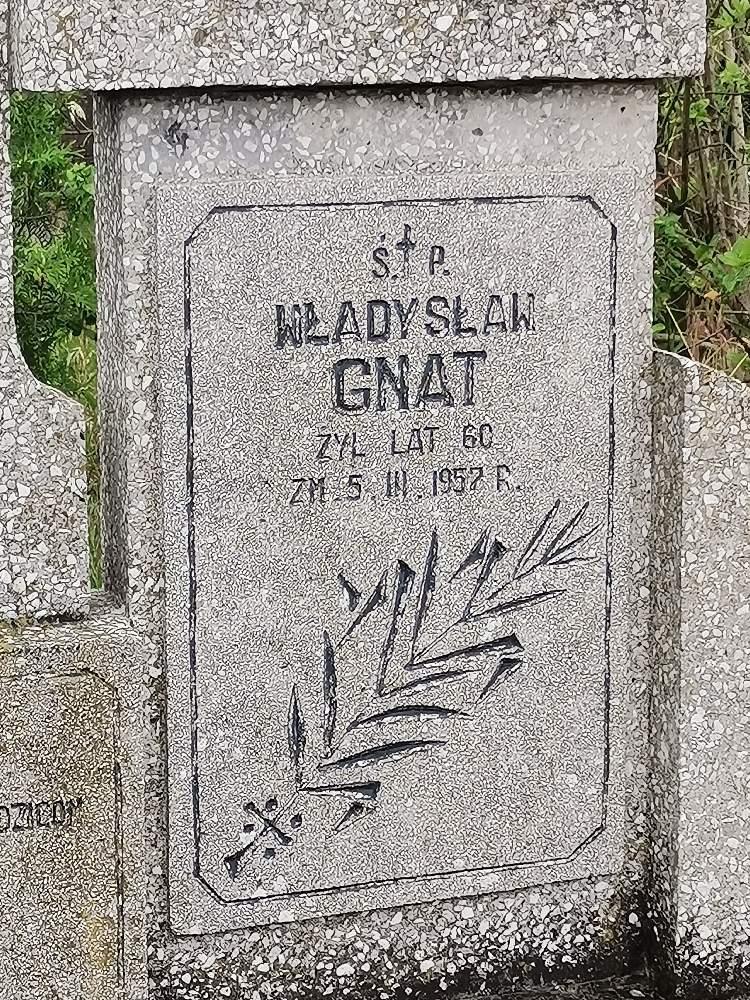 Ś. † P.
WŁADYSŁAW
GNAT
ŻYŁ LAT 60
ZM. 5. III. 1957 R.